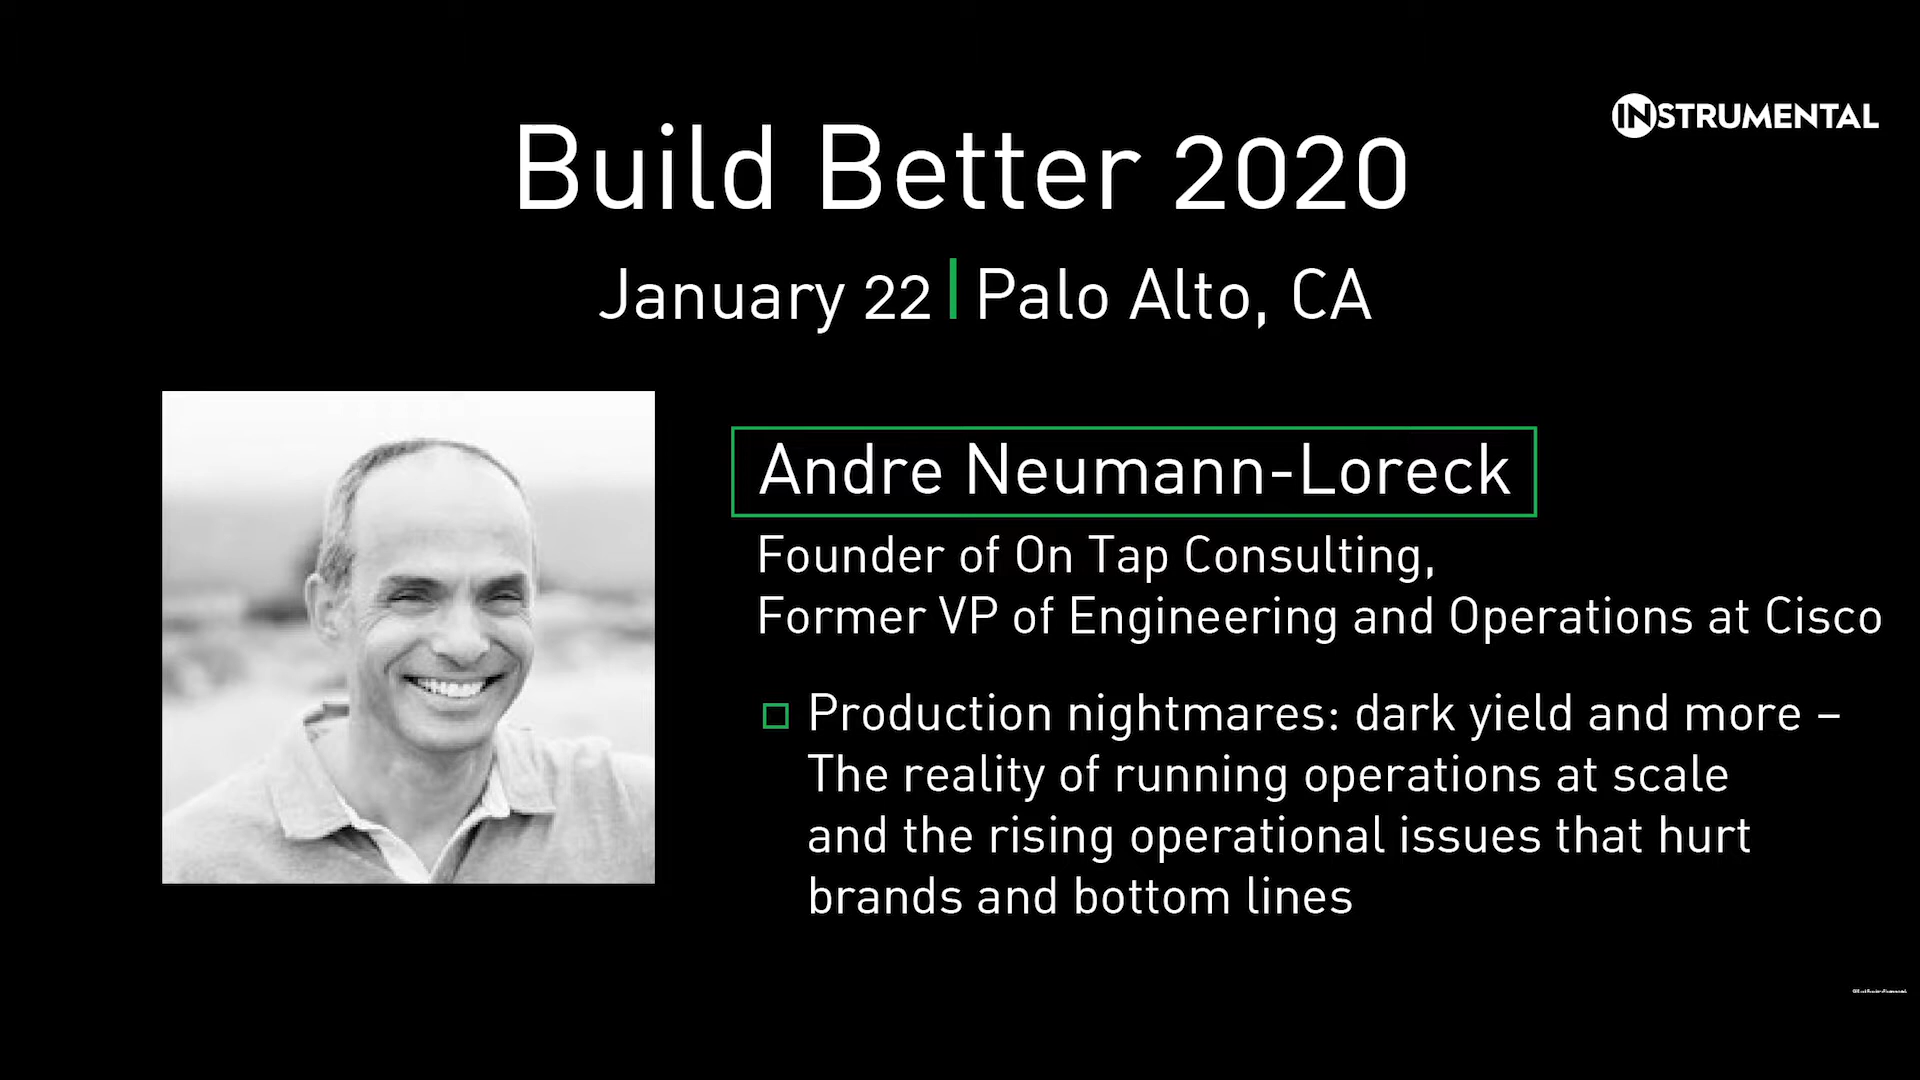 INSTRUMENTAL
Build Better 2020
January 22 | Palo Alto, CA
Andre Neumann-Loreck
Founder of On Tap Consulting,
Former VP of Engineering and Operations at Cisco
Production nightmares: dark yield and more –
The reality of running operations at scale
and the rising operational issues that hurt
brands and bottom lines